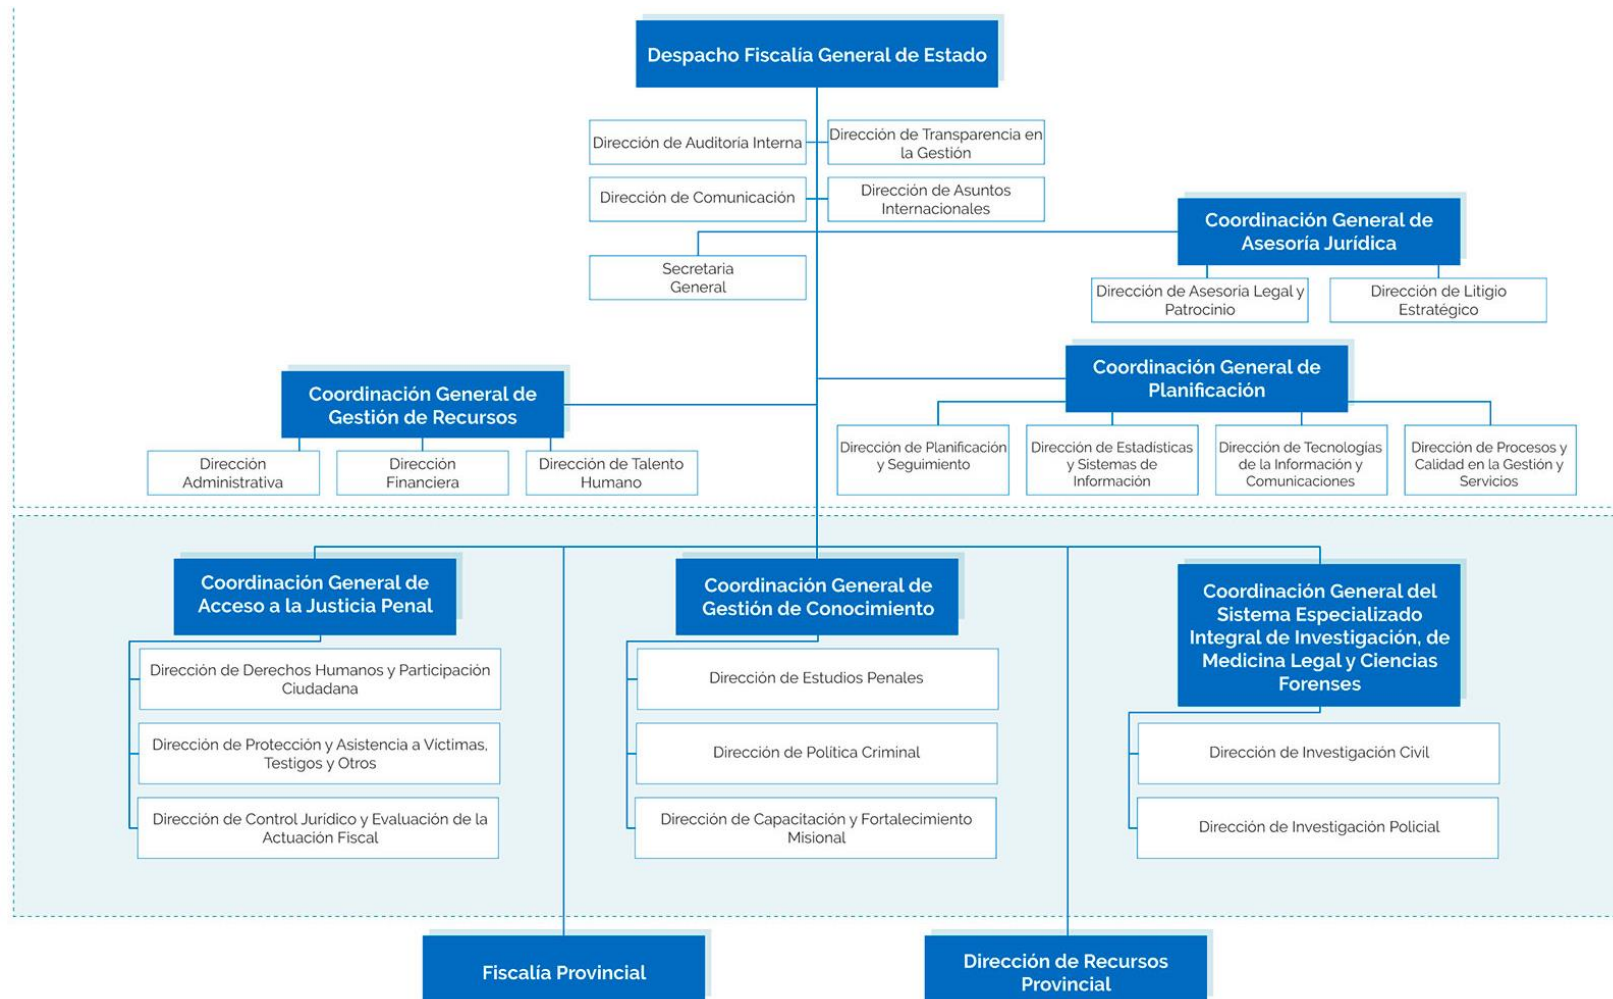 Despacho Fiscalía General de Estado
Dirección de Auditoría Interna
Dirección de Transparencia en
la Gestión
Dirección de Comunicación
Dirección de Asuntos
Internacionales
Coordinación General de
Asesoría Jurídica
Secretaria
General
Dirección de Asesoría Legal y
Patrocinio
Dirección de Litigio
Estratégico
Coordinación General de
Gestión de Recursos
Coordinación General de
Planificación
Dirección
Administrativa
Dirección
Financiera
Dirección de Talento
Humano
Dirección de Planificación
y Seguimiento
Dirección de Estadísticas
y Sistemas de
Información
Dirección de Tecnologías
de la Información y
Comunicaciones
Dirección de Procesos y
Calidad en la Gestión y
Servicios
Coordinación General de
Acceso a la Justicia Penal
Dirección de Derechos Humanos y Participación
Ciudadana
Dirección de Protección y Asistencia a Víctimas,
Testigos y Otros
Dirección de Control Jurídico y Evaluación de la
Actuación Fiscal
Coordinación General de
Gestión de Conocimiento
Dirección de Estudios Penales
Dirección de Política Criminal
Dirección de Capacitación y Fortalecimiento
Misional
Coordinación General del
Sistema Especializado
Integral de Investigación, de
Medicina Legal y Ciencias
Forenses
Dirección de Investigación Civil
Dirección de Investigación Policial
Fiscalía Provincial
Dirección de Recursos
Provincial